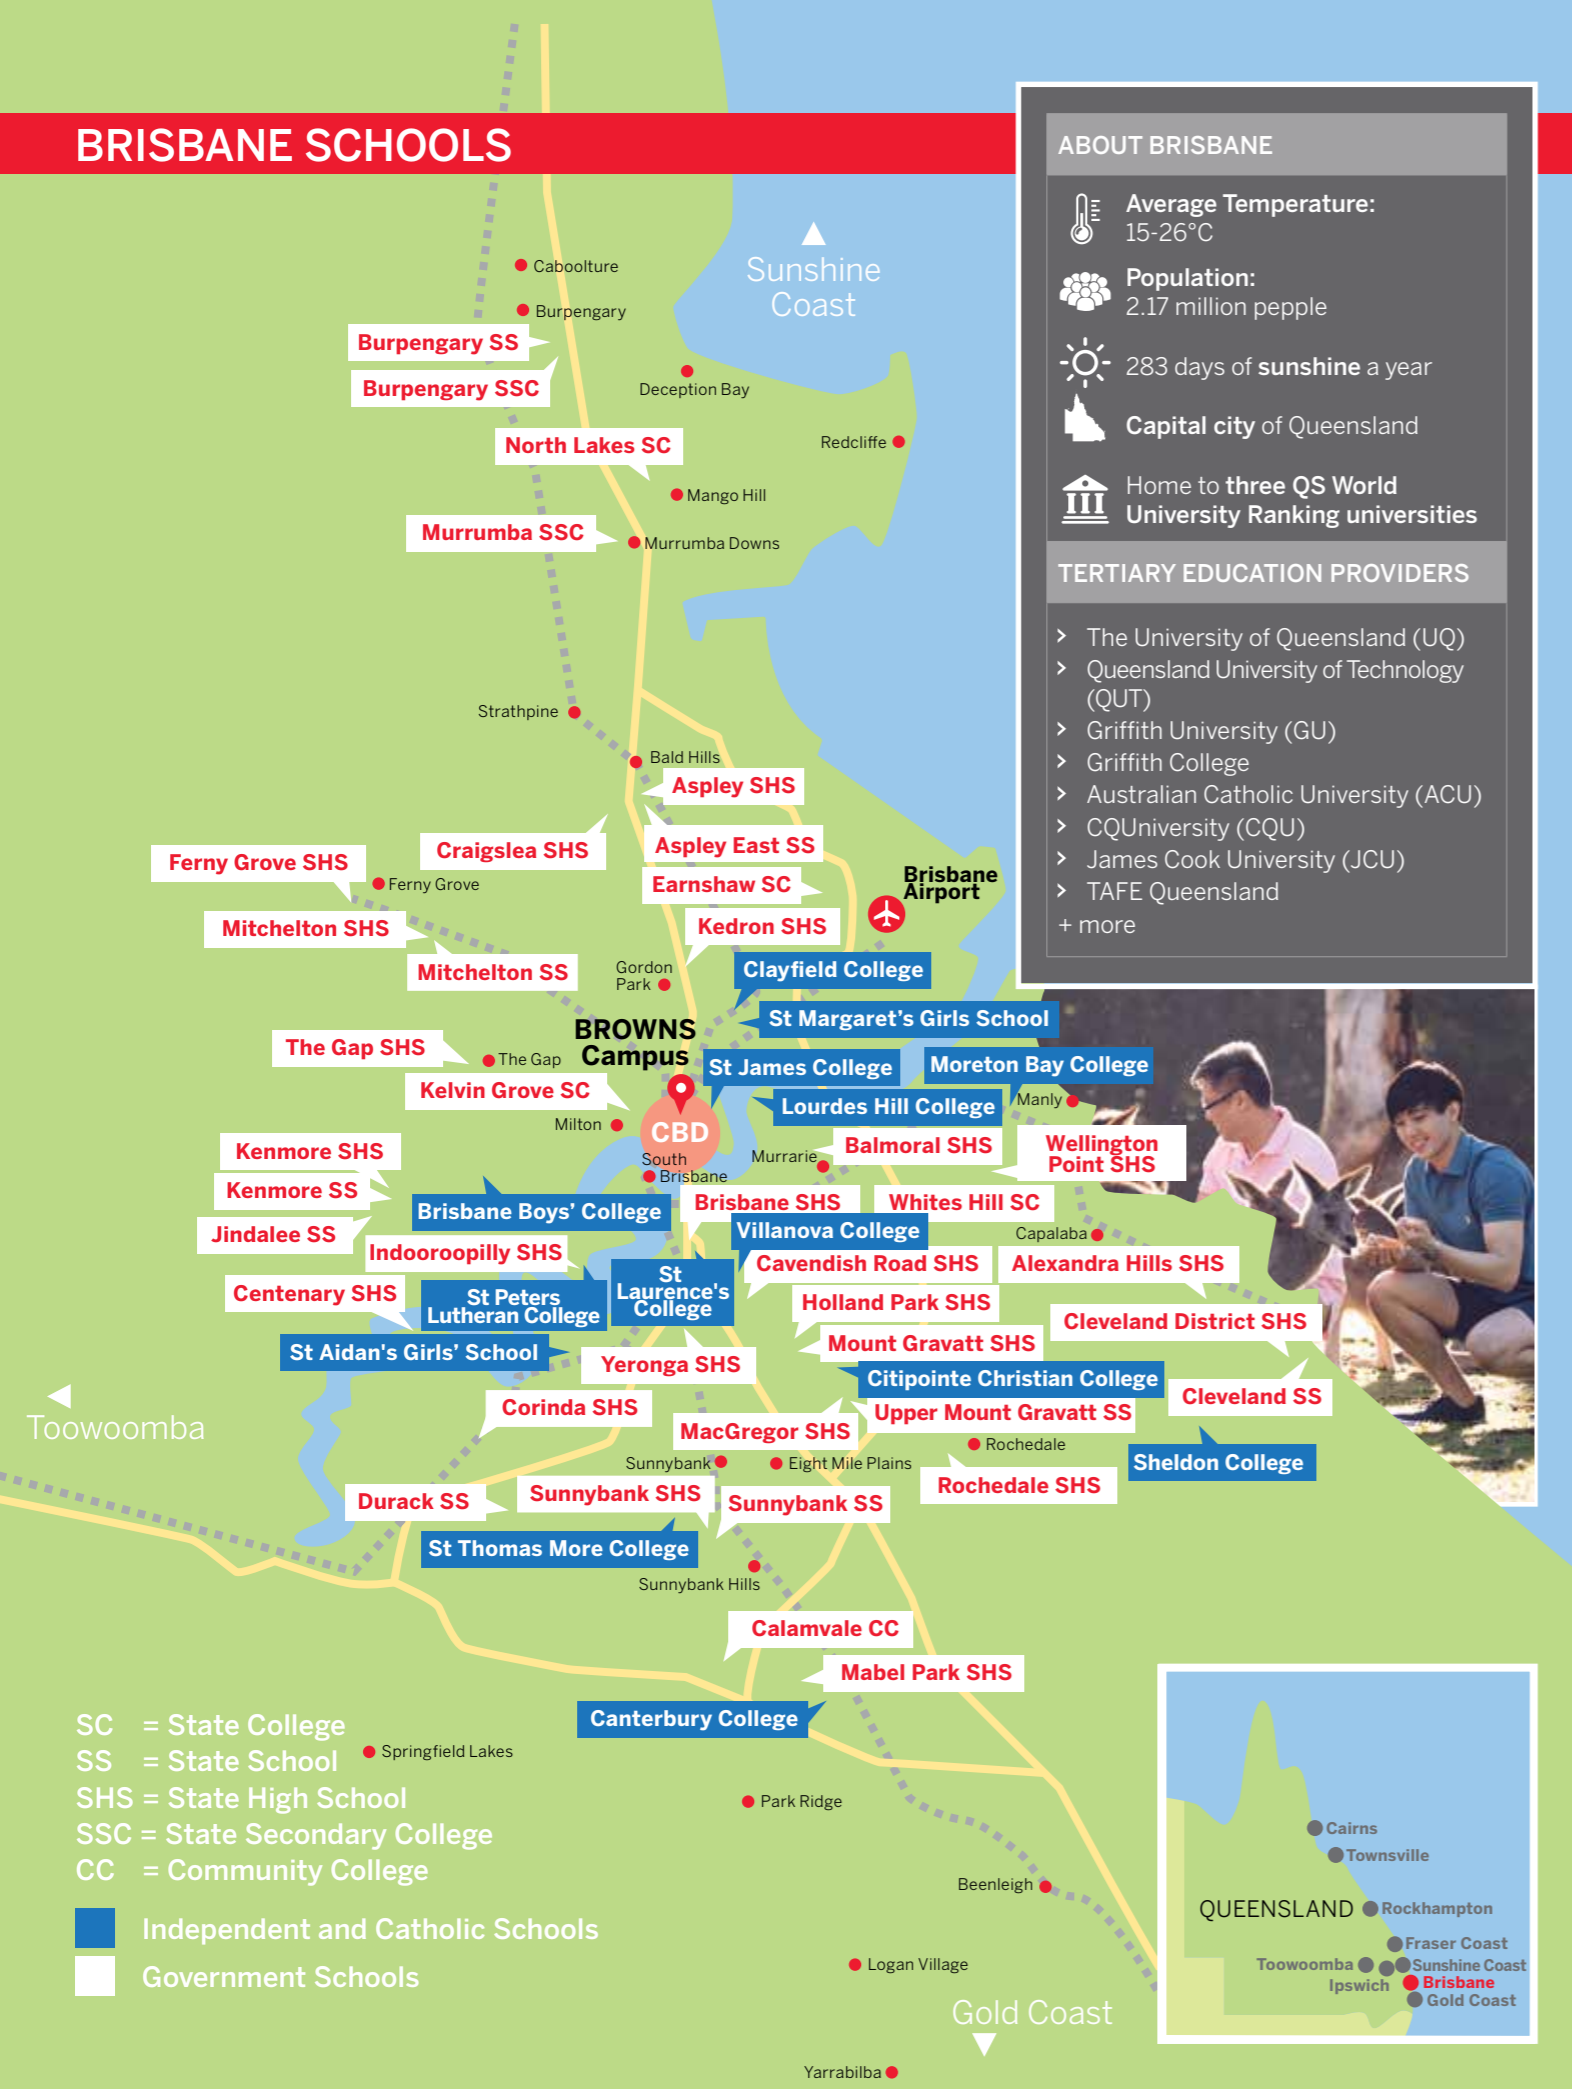 BRISBANE SCHOOLS
ABOUT BRISBANE
Average Temperature:
15-26°C
Population:
2.17 million pepple
283 days of sunshine a year
Capital city of Queensland
Home to three QS World
University Ranking universities
TERTIARY EDUCATION PROVIDERS
> The University of Queensland (UQ)
> Queensland University of Technology
(QUT)
> Griffith University (GU)
> Griffith College
> Australian Catholic University (ACU)
> CQUniversity (CQU)
> James Cook University (JCU)
> TAFE Queensland
+ more
Sunshine
Coast
Caboolture
Burpengary
Burpengary SS
Burpengary SSC
Deception Bay
North Lakes SC
Redcliffe
Mango Hill
Murrumba SSC
Murrumba Downs
Strathpine
Bald Hills
Aspley SHS
Craigslea SHS
Aspley East SS
Ferny Grove SHS
Ferny Grove
Earnshaw SC
Brisbane
Airport
Mitchelton SHS
Kedron SHS
Mitchelton SS
Gordon
Park
Clayfield College
St Margaret's Girls School
BROWNS
Campus
The Gap SHS
The Gap
St James College
Moreton Bay College
Kelvin Grove SC
Lourdes Hill College
Manly
Milton
CBD
Kenmore SHS
South
Brisbane
Murrarie
Balmoral SHS
Wellington
Point SHS
Kenmore SS
Brisbane Boys' College
Brisbane SHS
Whites Hill SC
Jindalee SS
Villanova College
Capalaba
Indooroopilly SHS
Cavendish Road SHS
Alexandra Hills SHS
Centenary SHS
St Peters
Lutheran College
St
Laurence's
College
Holland Park SHS
Cleveland District SHS
St Aidan's Girls' School
Yeronga SHS
Mount Gravatt SHS
Citipointe Christian College
Cleveland SS
Toowoomba
Corinda SHS
Upper Mount Gravatt SS
MacGregor SHS
Rochedale
Sunnybank
Eight Mile Plains
Sheldon College
Rochedale SHS
Durack SS
Sunnybank SHS
Sunnybank SS
St Thomas More College
Sunnybank Hills
Calamvale CC
Mabel Park SHS
Canterbury College
SC = State College
SS = State School
SHS = State High School
SSC = State Secondary College
CC = Community College
Independent and Catholic Schools
Government Schools
Springfield Lakes
Park Ridge
Beenleigh
Logan Village
Gold Coast
Yarrabilba
Cairns
Townsville
QUEENSLAND
Rockhampton
Fraser Coast
Toowoomba
Sunshine Coast
Ipswich
Brisbane
Gold Coast